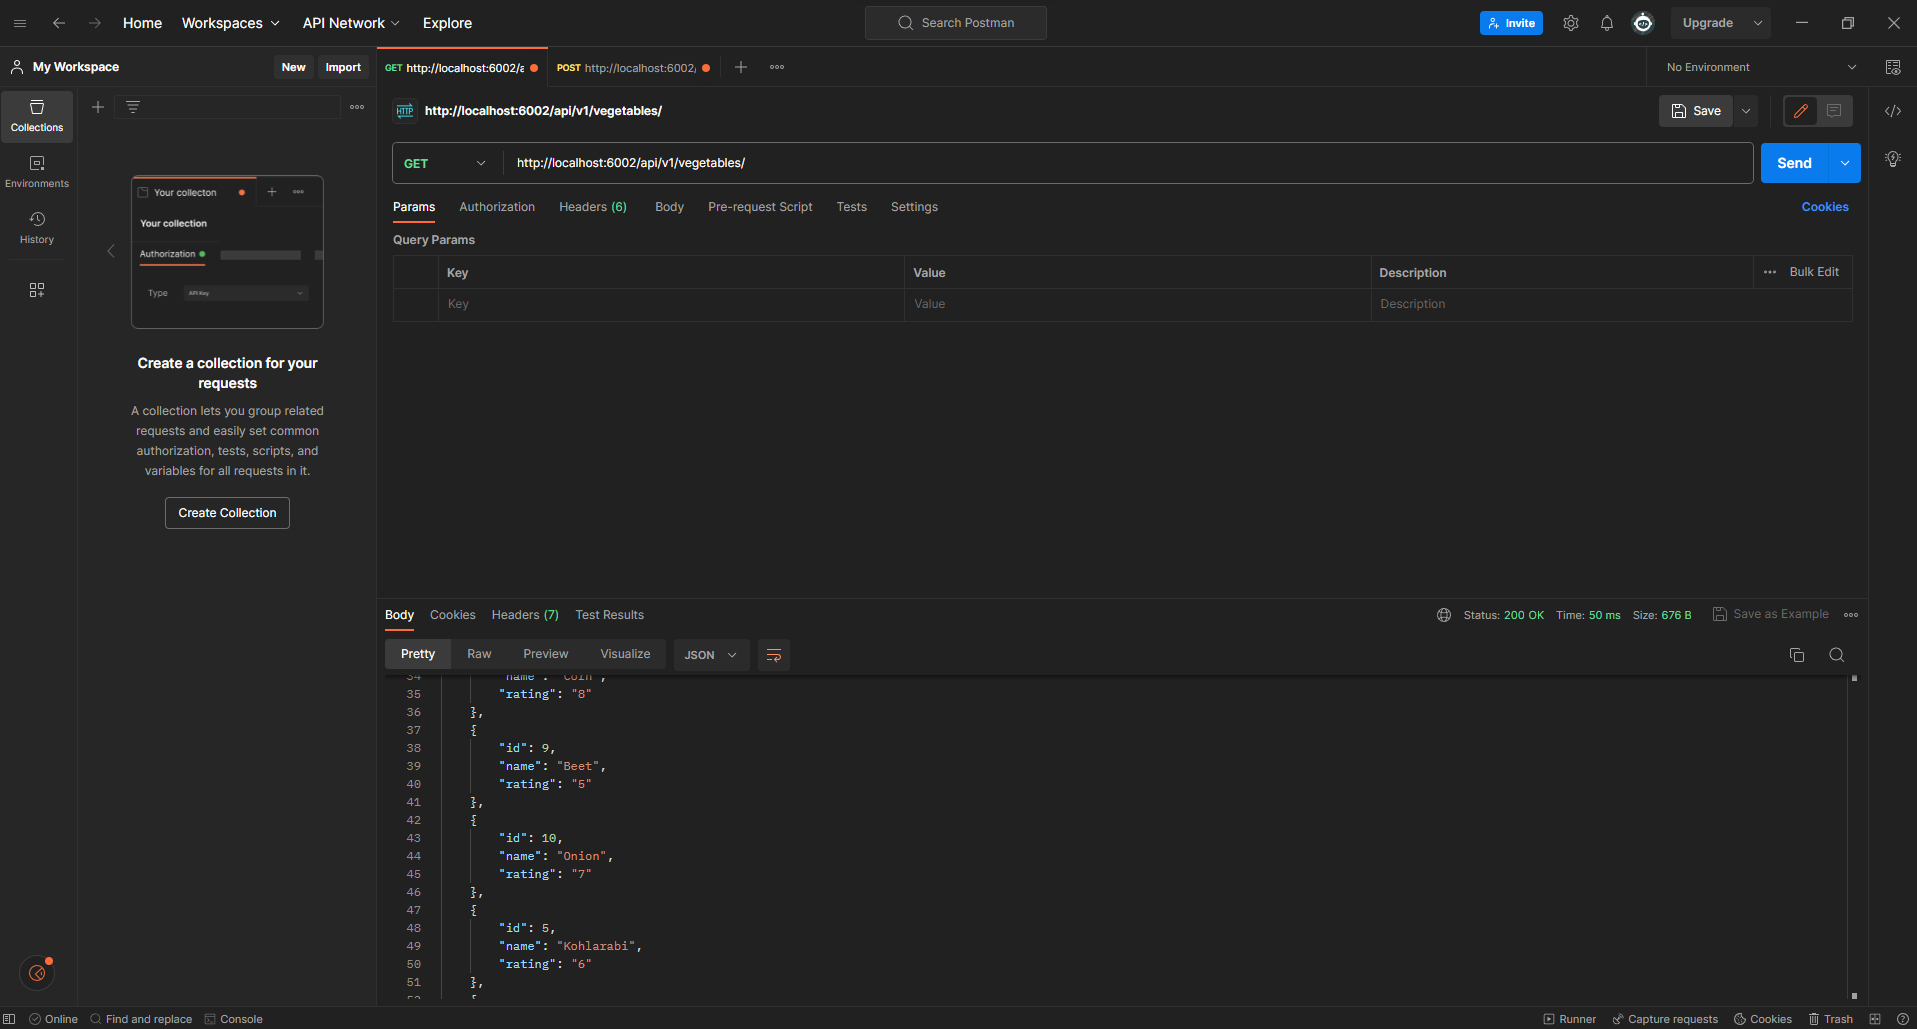 Home Workspaces API Network Explore Search Postman Invite Upgrade
My Workspace New Import GET http://localhost:6002/a POST http://localhost:6002/ No Environment
Collections
Environments
History
Your collecton
Your collection
Authorization
Type API Key
Create a collection for your
requests
A collection lets you group related
requests and easily set common
authorization, tests, scripts, and
variables for all requests in it.
Create Collection
HTTP http://localhost:6002/api/v1/vegetables/ Save
GET http://localhost:6002/api/v1/vegetables/ Send
Params Authorization Headers (6) Body Pre-request Script Tests Settings Cookies
Query Params
Key Value Description Bulk Edit
Key Value Description
Body Cookies Headers (7) Test Results Status: 200 OK Time: 50 ms Size: 676 B Save as Example
Pretty Raw Preview Visualize JSON
34 "name": "Corn",
35 "rating": "8"
36 },
37 {
38 "id": 9,
39 "name": "Beet",
40 "rating": "5"
41 },
42 {
43 "id": 10,
44 "name": "Onion",
45 "rating": "7"
46 },
47 {
48 "id": 5,
49 "name": "Kohlarabi",
50 "rating": "6"
51 },
52 {
Online Find and replace Console Runner Capture requests Cookies Trash